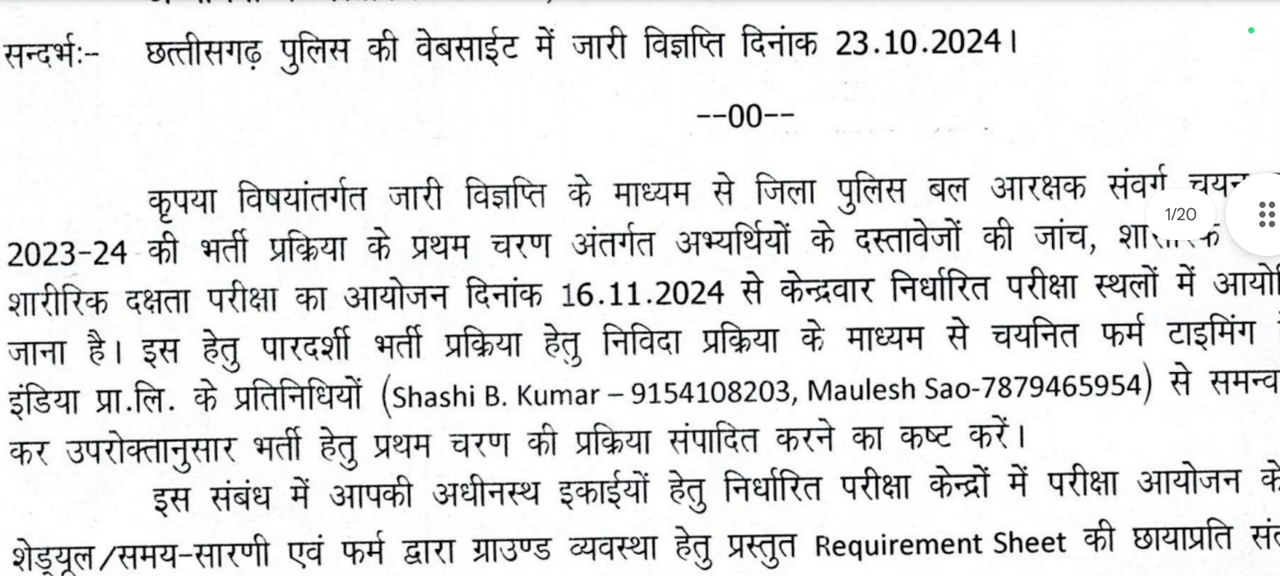 सन्दर्भः- छत्तीसगढ़ पुलिस की वेबसाईट में जारी विज्ञप्ति दिनांक 23.10.2024।
--00--
कृपया विषयांतर्गत जारी विज्ञप्ति के माध्यम से जिला पुलिस बल आरक्षक संवर्ग
1/20
2023-24 की भर्ती प्रक्रिया के प्रथम चरण अंतर्गत अभ्यर्थियों के दस्तावेजों की जांच,
शारीरिक दक्षता परीक्षा का आयोजन दिनांक 16.11.2024 से केन्द्रवार निर्धारित परीक्षा स्थलों में
जाना है। इस हेतु पारदर्शी भर्ती प्रक्रिया हेतु निविदा प्रक्रिया के माध्यम से चयनित फर्म टाइमिंग
इंडिया प्रा.लि. के प्रतिनिधियों (Shashi B. Kumar – 9154108203, Maulesh Sao-7879465954) से
कर उपरोक्तानुसार भर्ती हेतु प्रथम चरण की प्रक्रिया संपादित करने का कष्ट करें।
इस संबंध में आपकी अधीनस्थ इकाईयों हेतु निर्धारित परीक्षा केन्द्रों में परीक्षा आयोजन के
शेड्यूल/समय-सारणी एवं फर्म द्वारा ग्राउण्ड व्यवस्था हेतु प्रस्तुत Requirement Sheet की छायाप्रति